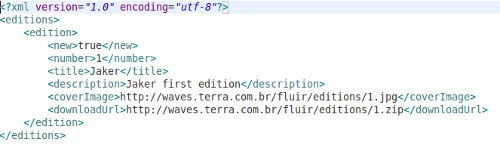 <?xml version="1.0" encoding="utf-8"?>
<editions>
<edition>
<new>true</new>
<number>1</number>
<title>Jaker</title>
<description>Jaker first edition</description>
<coverImage>http://waves.terra.com.br/fluir/editions/1.jpg</coverImage>
<downloadUrl>http://waves.terra.com.br/fluir/editions/1.zip</downloadUrl>
</edition>
</editions>